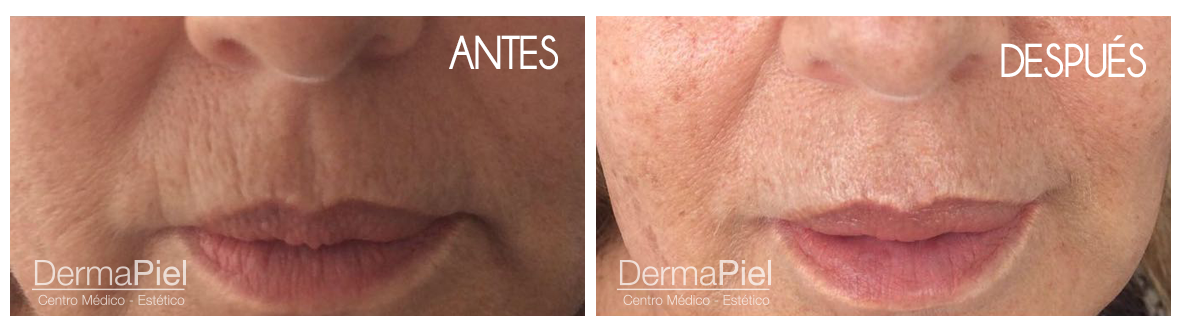 ANTES
DESPUÉS
DermaPiel
Centro Médico - Estético
DermaPiel
Centro Médico - Estético